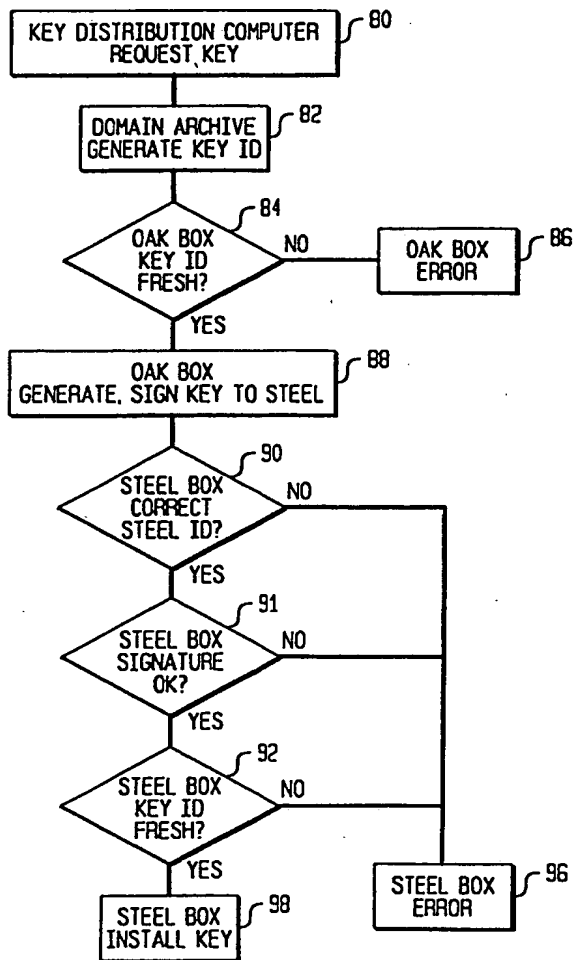 80
KEY DISTRIBUTION COMPUTER
REQUEST KEY
82
DOMAIN ARCHIVE
GENERATE KEY ID
84
OAK BOX
KEY ID
FRESH?
NO
86
OAK BOX
ERROR
YES
88
OAK BOX
GENERATE, SIGN KEY TO STEEL
90
STEEL BOX
CORRECT
STEEL ID?
NO
YES
91
STEEL BOX
SIGNATURE
OK?
NO
YES
92
STEEL BOX
KEY ID
FRESH?
NO
YES
98
STEEL BOX
INSTALL KEY
96
STEEL BOX
ERROR